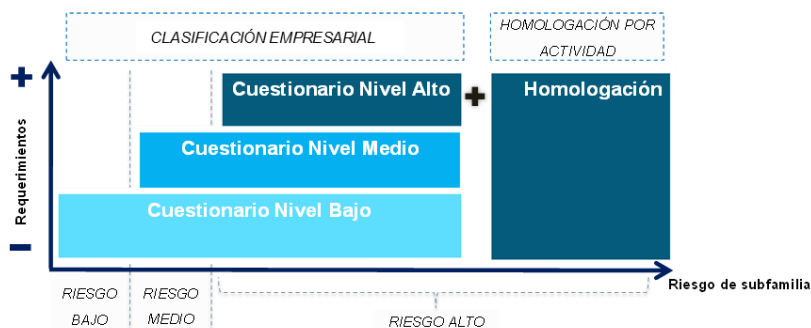 CLASIFICACIÓN EMPRESARIAL
HOMOLOGACIÓN POR
ACTIVIDAD
+
Cuestionario Nivel Alto
+
Homologación
Cuestionario Nivel Medio
Cuestionario Nivel Bajo
Requerimientos
–
Riesgo de subfamilia
RIESGO
BAJO
RIESGO
MEDIO
RIESGO ALTO